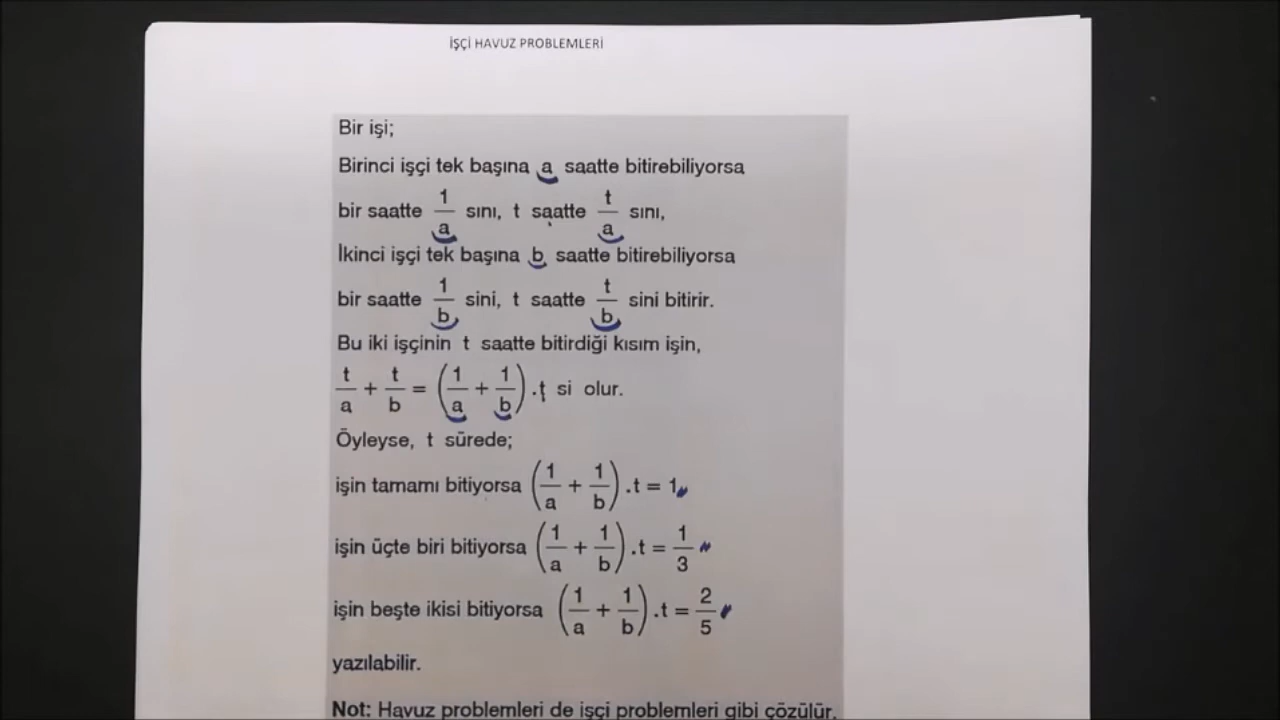 İŞÇİ HAVUZ PROBLEMLERİ
Bir işi;
Birinci işçi tek başına a saatte bitirebiliyorsa
bir saatte 1/a sını, t saatte t/a sını,
İkinci işçi tek başına b saatte bitirebiliyorsa
bir saatte 1/b sini, t saatte t/b sini bitirir.
Bu iki işçinin t saatte bitirdiği kısım işin,
t/a + t/b = (1/a + 1/b).t si olur.
Öyleyse, t sürede;
işin tamamı bitiyorsa (1/a + 1/b).t = 1
işin üçte biri bitiyorsa (1/a + 1/b).t = 1/3
işin beşte ikisi bitiyorsa (1/a + 1/b).t = 2/5
yazılabilir.
Not: Havuz problemleri de işçi problemleri gibi çözülür.